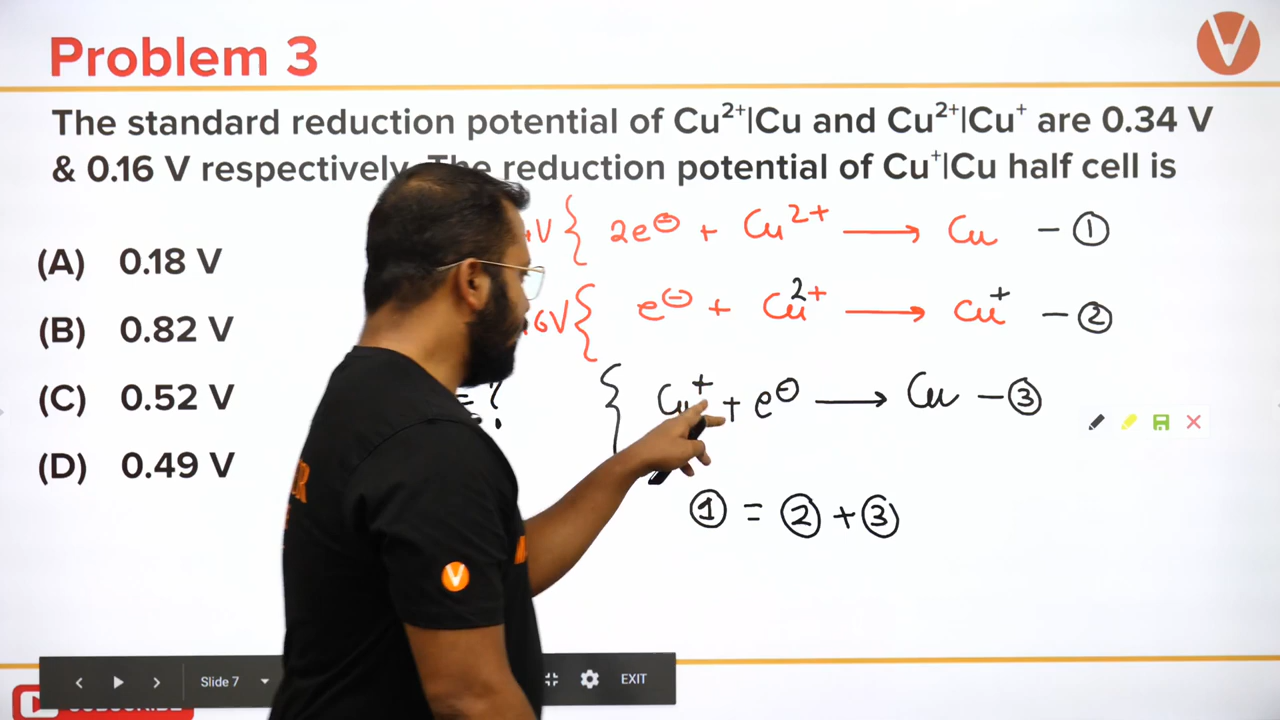 Problem 3
The standard reduction potential of Cu²⁺|Cu and Cu²⁺|Cu⁺ are 0.34 V
& 0.16 V respectively. The reduction potential of Cu⁺|Cu half cell is
V { 2e⊖ + Cu²⁺ ⟶ Cu - ①
(A) 0.18 V
6V { e⊖ + Cu²⁺ ⟶ Cu⁺ - ②
(B) 0.82 V
= ? { Cu⁺ + e⊖ ⟶ Cu - ③
(C) 0.52 V
(D) 0.49 V
① = ② + ③
V
Slide 7
EXIT